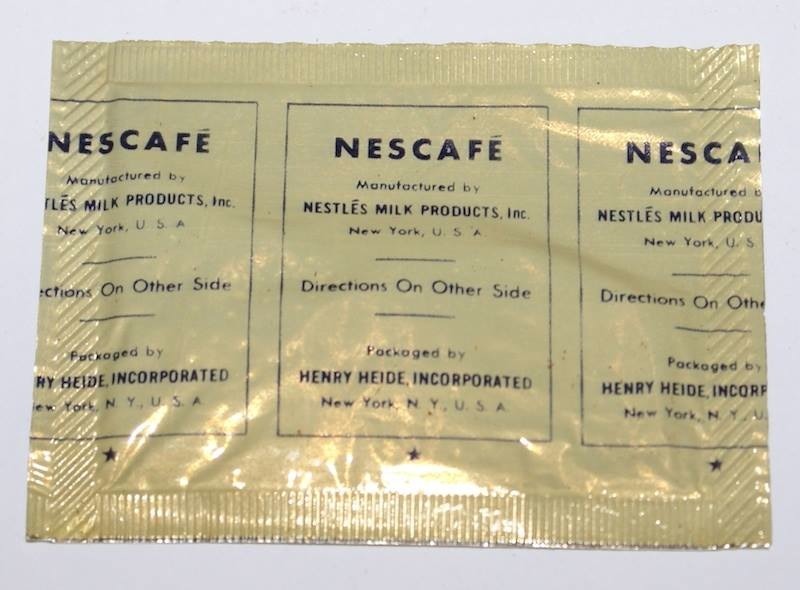 NESCAFÉ
Manufactured by
NESTLÉS MILK PRODUCTS, Inc.
New York, U. S. A.
Directions On Other Side
Packaged by
HENRY HEIDE, INCORPORATED
New York, N. Y., U. S. A.
NESCAFÉ
Manufactured by
NESTLÉS MILK PRODUCTS, Inc.
New York, U. S. A.
Directions On Other Side
Packaged by
HENRY HEIDE, INCORPORATED
New York, N. Y., U. S. A.
NESCA
Manufactured b
NESTLÉS MILK PRODU
New York, U. S
Directions On Othe
Packaged by
HENRY HEIDE, INCORP
New York, N. Y., U.